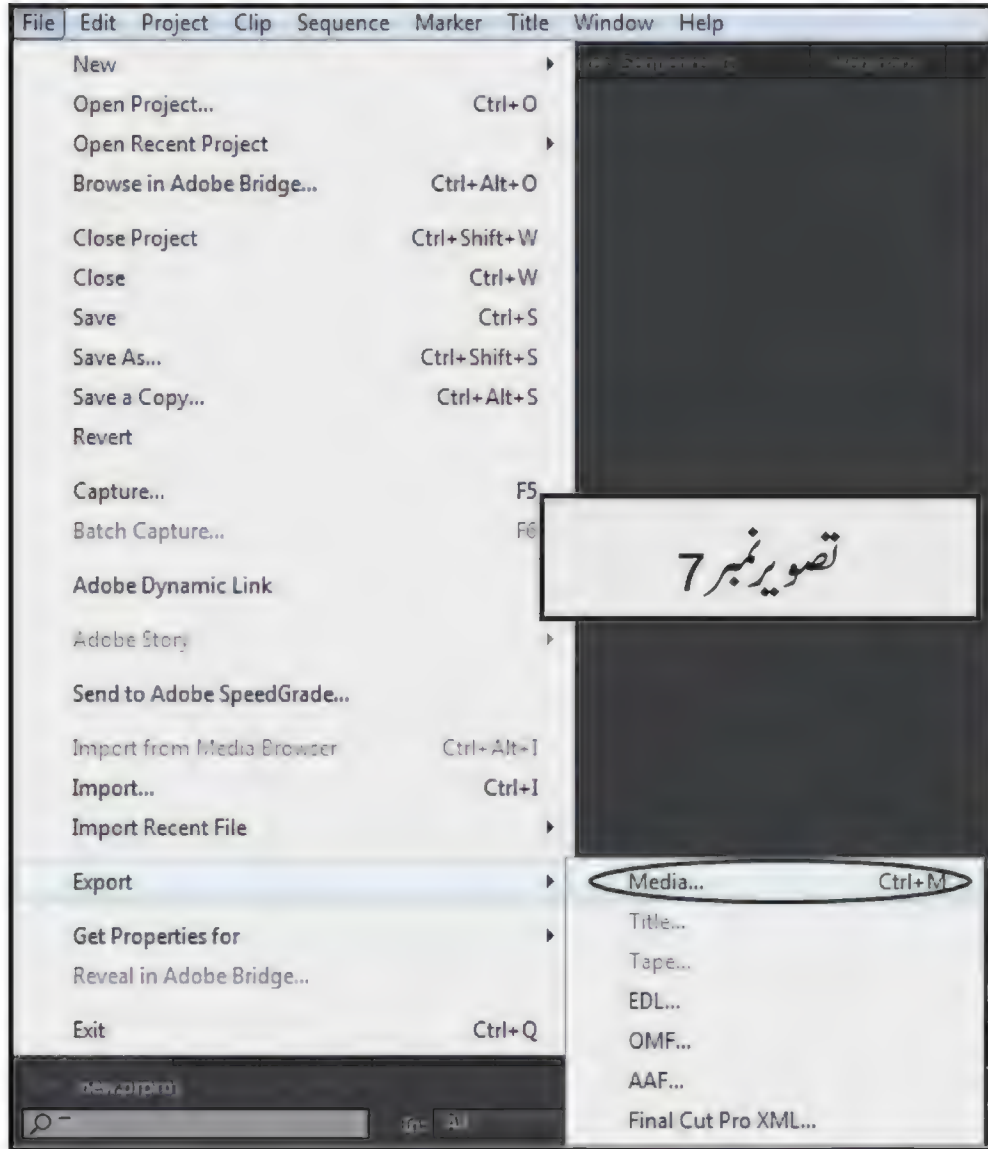 File Edit Project Clip Sequence Marker Title Window Help
New
Open Project... Ctrl+O
Open Recent Project
Browse in Adobe Bridge... Ctrl+Alt+O
Close Project Ctrl+Shift+W
Close Ctrl+W
Save Ctrl+S
Save As... Ctrl+Shift+S
Save a Copy... Ctrl+Alt+S
Revert
Capture... F5
Batch Capture... F6
تصویر نمبر 7
Adobe Dynamic Link
Adobe Story
Send to Adobe SpeedGrade...
Import from Media Browser Ctrl+Alt+I
Import... Ctrl+I
Import Recent File
Export
Media... Ctrl+M
Title...
Tape...
EDL...
OMF...
AAF...
Final Cut Pro XML...
Get Properties for
Reveal in Adobe Bridge...
Exit Ctrl+Q
new.prproj
In: All